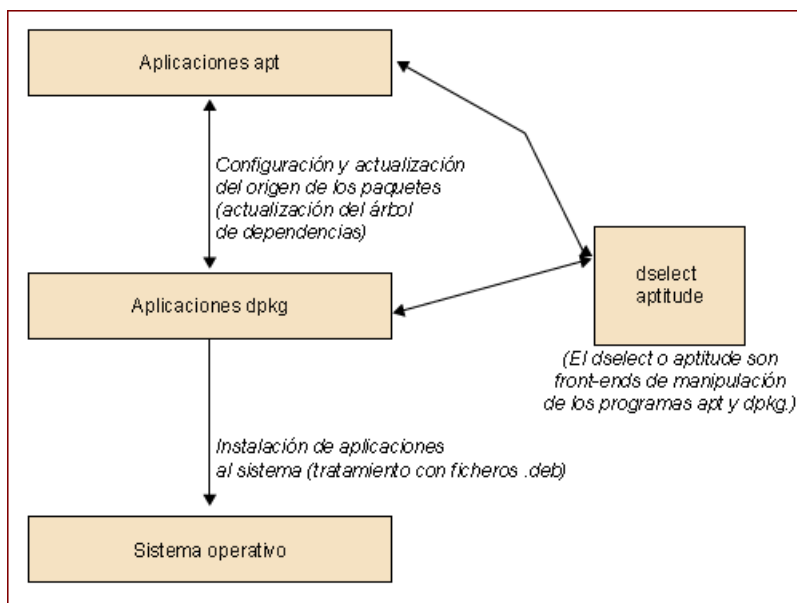 Aplicaciones apt
Configuración y actualización
del origen de los paquetes
(actualización del árbol
de dependencias)
dselect
aptitude
Aplicaciones dpkg
(El dselect o aptitude son
front-ends de manipulación
de los programas apt y dpkg.)
Instalación de aplicaciones
al sistema (tratamiento con ficheros .deb)
Sistema operativo